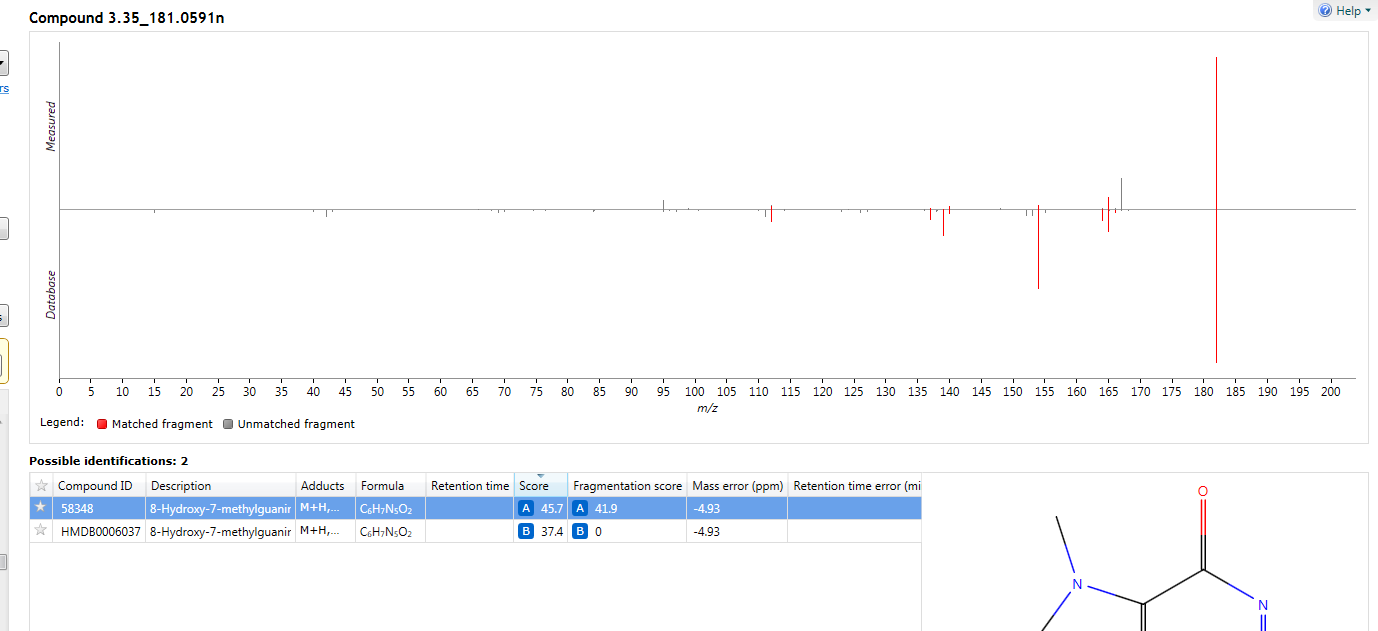 Compound 3.35_181.0591n
Help
rs
Measured
Database
0 5 10 15 20 25 30 35 40 45 50 55 60 65 70 75 80 85 90 95 100 105 110 115 120 125 130 135 140 145 150 155 160 165 170 175 180 185 190 195 200
m/z
Legend: Matched fragment Unmatched fragment
Possible identifications: 2
Compound ID Description Adducts Formula Retention time Score Fragmentation score Mass error (ppm) Retention time error (mi
58348 8-Hydroxy-7-methylguanir M+H,... C₆H₇N₅O₂ A 45.7 A 41.9 -4.93
HMDB0006037 8-Hydroxy-7-methylguanir M+H,... C₆H₇N₅O₂ B 37.4 B 0 -4.93
O
N
N